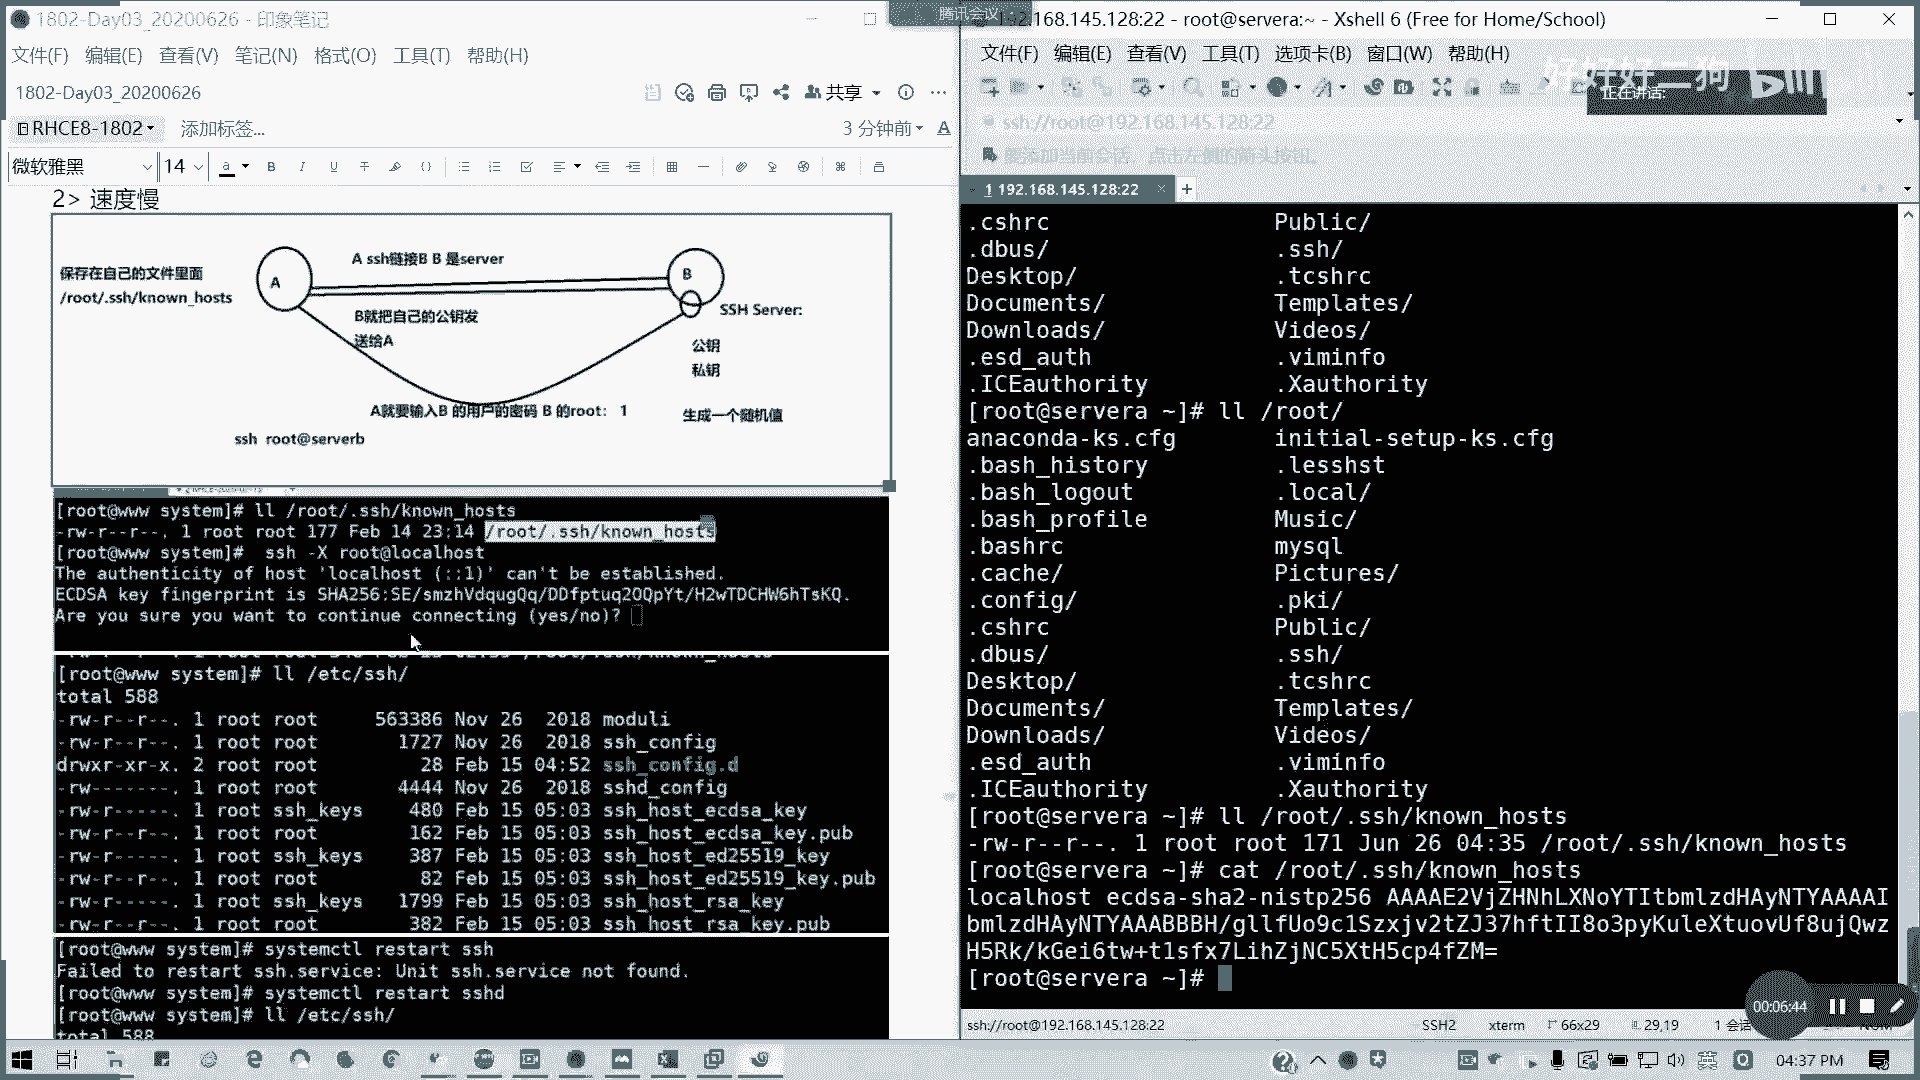 1802-Day03_20200626 - 印象笔记
文件(F) 编辑(E) 查看(V) 笔记(N) 格式(O) 工具(T) 帮助(H)
1802-Day03_20200626
共享
RHCE8-1802 添加标签...
3 分钟前
微软雅黑 14
2> 速度慢
保存在自己的文件里面
/root/.ssh/known_hosts
A
A ssh链接B B 是server
B
B就把自己的公钥发
送给A
SSH Server:
公钥
私钥
A就要输入B 的用户的密码 B 的root： 1
生成一个随机值
ssh root@serverb
[root@www system]# ll /root/.ssh/known_hosts
-rw-r--r--. 1 root root 177 Feb 14 23:14 /root/.ssh/known_hosts
[root@www system]#  ssh -X root@localhost
The authenticity of host 'localhost (::1)' can't be established.
ECDSA key fingerprint is SHA256:SE/smzhVdqugQq/DDfptuq20QpYt/H2wTDCHW6hTsKQ.
Are you sure you want to continue connecting (yes/no)?
[root@www system]# ll /etc/ssh/
total 588
-rw-r--r--. 1 root root     563386 Nov 26  2018 moduli
-rw-r--r--. 1 root root       1727 Nov 26  2018 ssh_config
drwxr-xr-x. 2 root root         28 Feb 15 04:52 ssh_config.d
-rw-------. 1 root root       4444 Nov 26  2018 sshd_config
-rw-r-----. 1 root ssh_keys    480 Feb 15 05:03 ssh_host_ecdsa_key
-rw-r--r--. 1 root root        162 Feb 15 05:03 ssh_host_ecdsa_key.pub
-rw-r-----. 1 root ssh_keys    387 Feb 15 05:03 ssh_host_ed25519_key
-rw-r--r--. 1 root root         82 Feb 15 05:03 ssh_host_ed25519_key.pub
-rw-r-----. 1 root ssh_keys   1799 Feb 15 05:03 ssh_host_rsa_key
-rw-r--r--. 1 root root        382 Feb 15 05:03 ssh_host_rsa_key.pub
[root@www system]# systemctl restart ssh
Failed to restart ssh.service: Unit ssh.service not found.
[root@www system]# systemctl restart sshd
[root@www system]# ll /etc/ssh/
total 588
腾讯会议
192.168.145.128:22 - root@servera:~ - Xshell 6 (Free for Home/School)
文件(F) 编辑(E) 查看(V) 工具(T) 选项卡(B) 窗口(W) 帮助(H)
好好好二狗
正在讲话:
ssh://root@192.168.145.128:22
要添加当前会话，点击左侧的箭头按钮。
1 192.168.145.128:22
.cshrc                 Public/
.dbus/                 .ssh/
Desktop/               .tcshrc
Documents/             Templates/
Downloads/             Videos/
.esd_auth              .viminfo
.ICEauthority          .Xauthority
[root@servera ~]# ll /root/
anaconda-ks.cfg        initial-setup-ks.cfg
.bash_history          .lesshst
.bash_logout           .local/
.bash_profile          Music/
.bashrc                mysql
.cache/                Pictures/
.config/               .pki/
.cshrc                 Public/
.dbus/                 .ssh/
Desktop/               .tcshrc
Documents/             Templates/
Downloads/             Videos/
.esd_auth              .viminfo
.ICEauthority          .Xauthority
[root@servera ~]# ll /root/.ssh/known_hosts
-rw-r--r--. 1 root root 171 Jun 26 04:35 /root/.ssh/known_hosts
[root@servera ~]# cat /root/.ssh/known_hosts
localhost ecdsa-sha2-nistp256 AAAAE2VjZHNhLXNoYTItbmlzdHAyNTYAAAAI
bmlzdHAyNTYAAABBBH/gllfUo9c1Szxjv2tZJ37hftII8o3pyKuleXtuovUf8ujQwz
H5Rk/kGei6tw+t1sfx7LihZjNC5XtH5cp4fZM=
[root@servera ~]#
00:06:44
ssh://root@192.168.145.128:22 SSH2 xterm 66x29 29,19 1 会话
04:37 PM